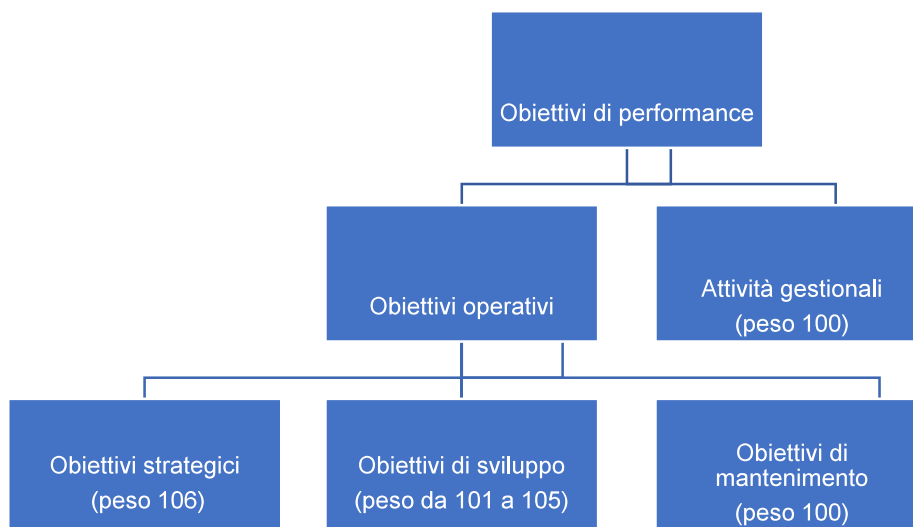 Obiettivi di performance
Obiettivi operativi
Attività gestionali
(peso 100)
Obiettivi strategici
(peso 106)
Obiettivi di sviluppo
(peso da 101 a 105)
Obiettivi di
mantenimento
(peso 100)